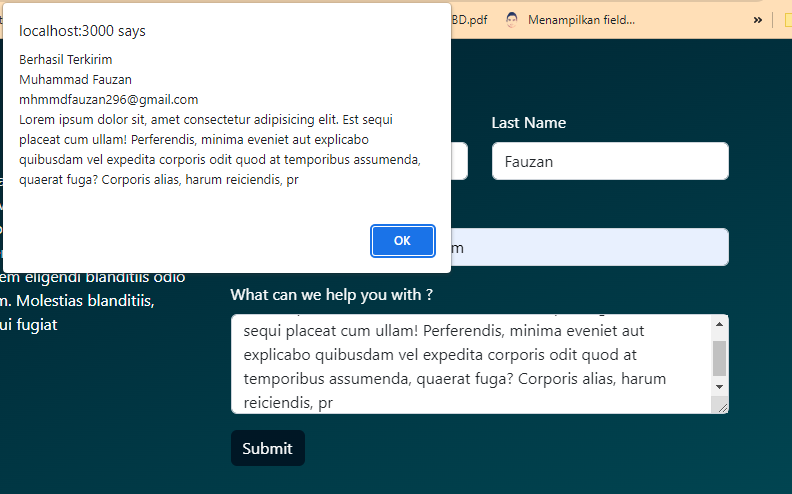 localhost:3000 says
Berhasil Terkirim
Muhammad Fauzan
mhmmdfauzan296@gmail.com
Lorem ipsum dolor sit, amet consectetur adipisicing elit. Est sequi
placeat cum ullam! Perferendis, minima eveniet aut explicabo
quibusdam vel expedita corporis odit quod at temporibus assumenda,
quaerat fuga? Corporis alias, harum reiciendis, pr
OK
BD.pdf
Menampilkan field...
»
Last Name
Fauzan
m
em eligendi blanditiis odio
m. Molestias blanditiis,
ui fugiat
What can we help you with ?
sequi placeat cum ullam! Perferendis, minima eveniet aut
explicabo quibusdam vel expedita corporis odit quod at
temporibus assumenda, quaerat fuga? Corporis alias, harum
reiciendis, pr
Submit